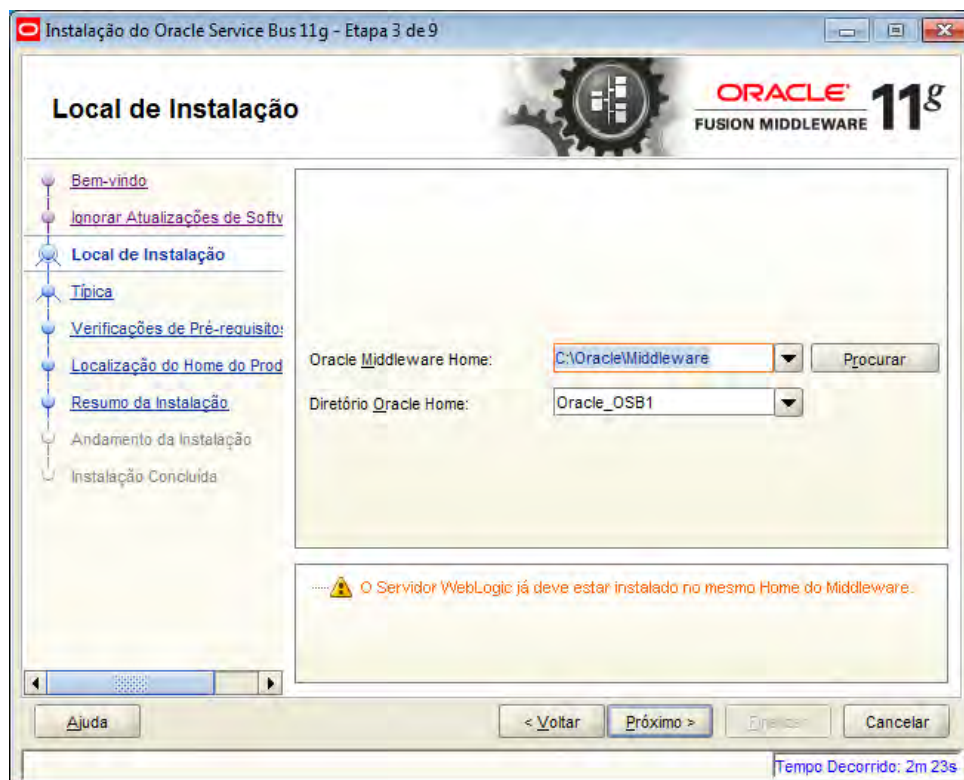 Instalação do Oracle Service Bus 11g - Etapa 3 de 9
Local de Instalação
ORACLE
FUSION MIDDLEWARE
11g
Bem-vindo
Ignorar Atualizações de Softv
Local de Instalação
Típica
Verificações de Pré-requisito
Localização do Home do Prod
Resumo da Instalação
Andamento da Instalação
Instalação Concluída
Oracle Middleware Home: C:\Oracle\Middleware Procurar
Diretório Oracle Home: Oracle_OSB1
O Servidor WebLogic já deve estar instalado no mesmo Home do Middleware.
Ajuda < Voltar Próximo > Finalizar Cancelar
Tempo Decorrido: 2m 23s